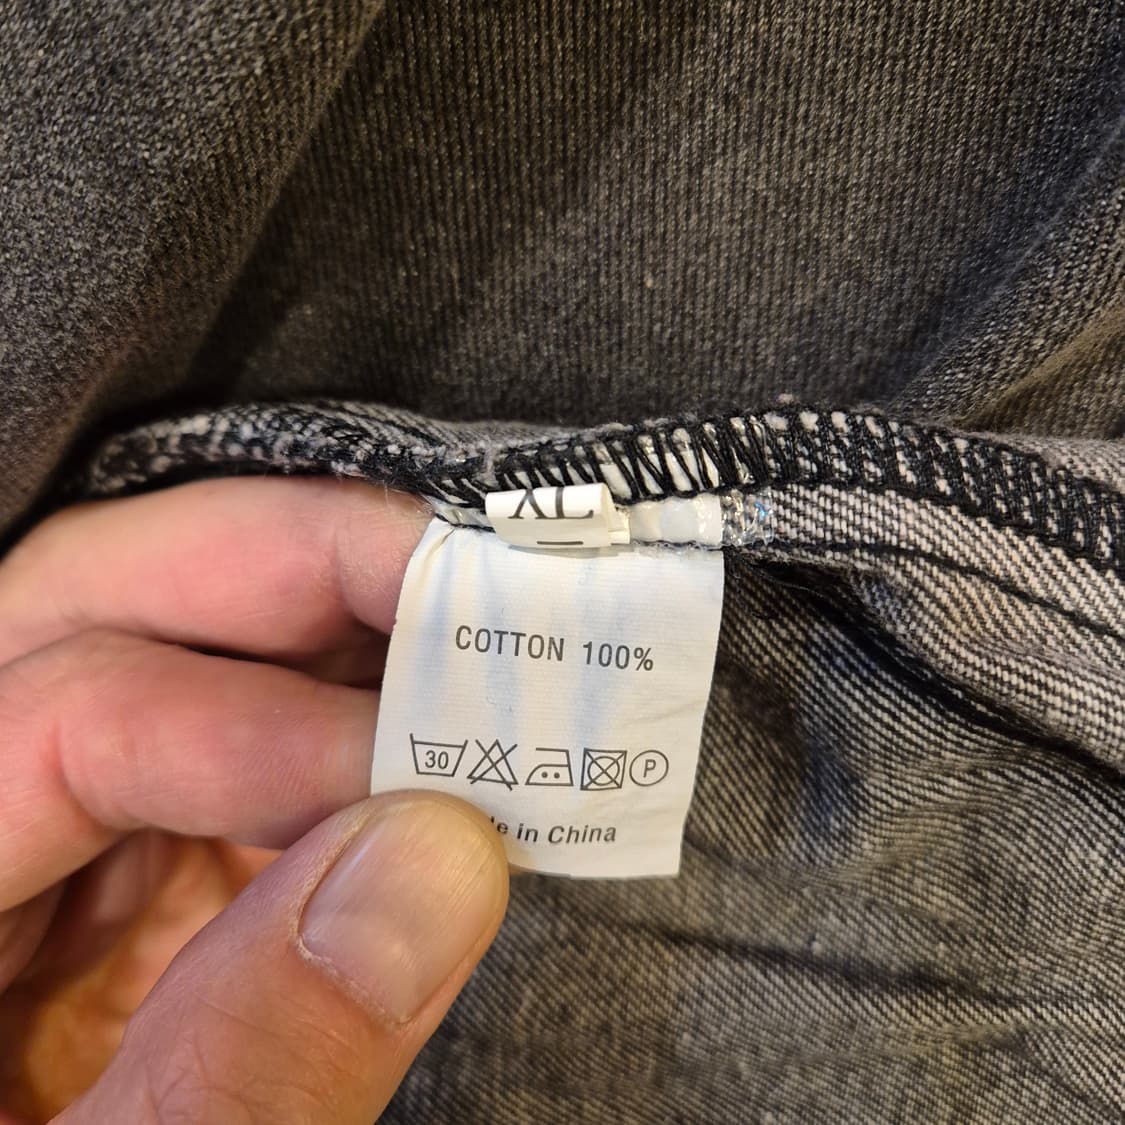 XL
COTTON 100%
30 P
in China